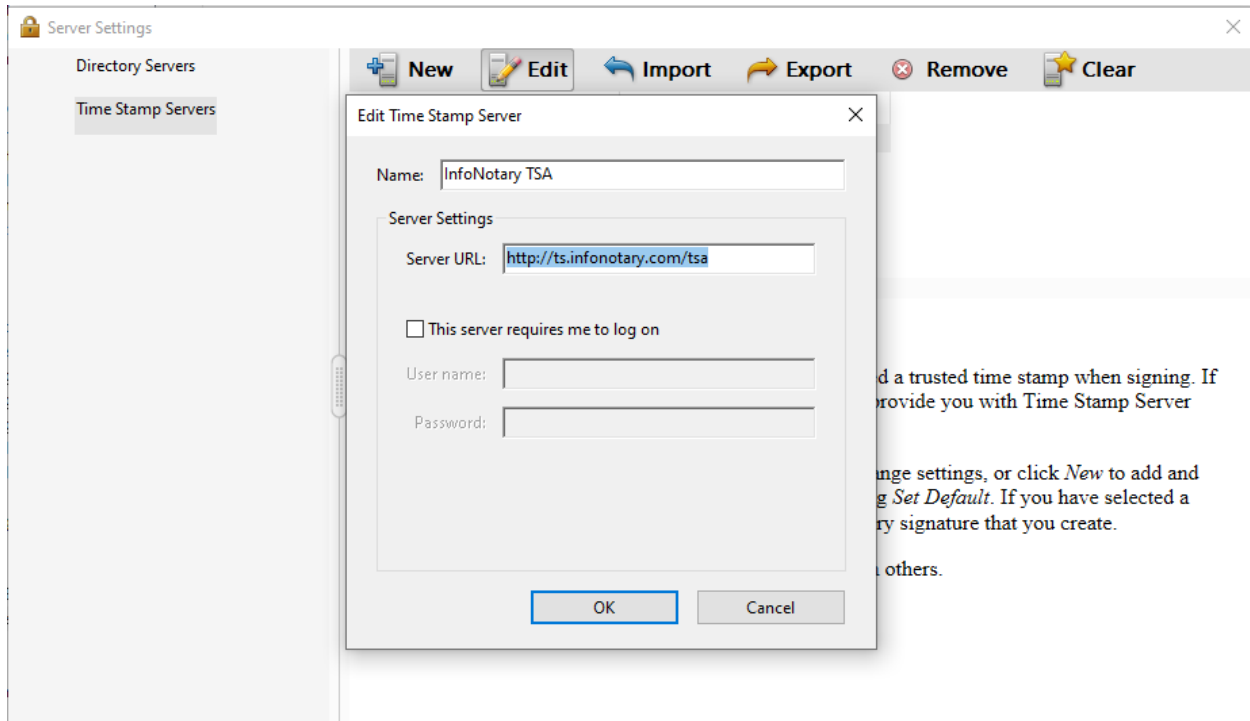 Server Settings
Directory Servers
Time Stamp Servers
New Edit Import Export Remove Clear
Edit Time Stamp Server
Name: InfoNotary TSA
Server Settings
Server URL: http://ts.infonotary.com/tsa
This server requires me to log on
User name:
Password:
OK Cancel
d a trusted time stamp when signing. If
provide you with Time Stamp Server
nge settings, or click New to add and
g Set Default. If you have selected a
ry signature that you create.
others.